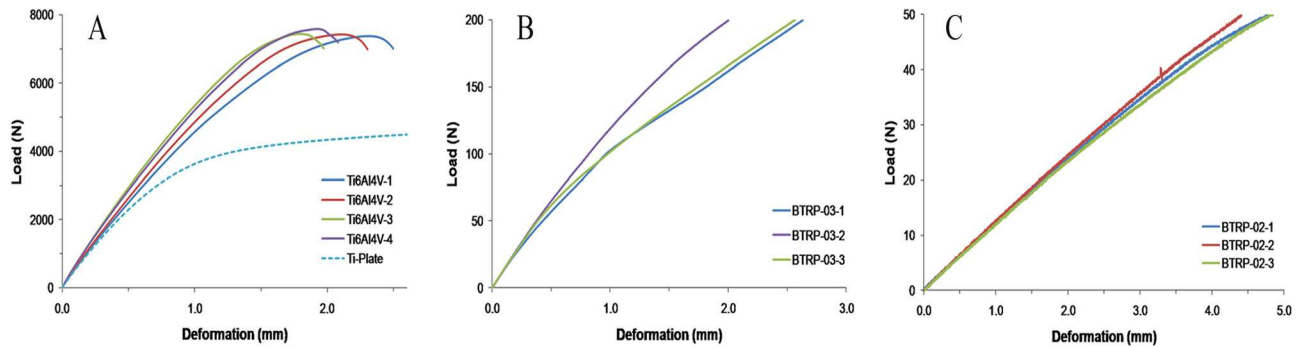 A
8000
6000
4000
2000
0
Load (N)
0.0 1.0 2.0
Deformation (mm)
Ti6Al4V-1
Ti6Al4V-2
Ti6Al4V-3
Ti6Al4V-4
Ti-Plate
B
200
150
100
50
0
Load (N)
0.0 1.0 2.0 3.0
Deformation (mm)
BTRP-03-1
BTRP-03-2
BTRP-03-3
C
50
40
30
20
10
0
Load (N)
0.0 1.0 2.0 3.0 4.0 5.0
Deformation (mm)
BTRP-02-1
BTRP-02-2
BTRP-02-3